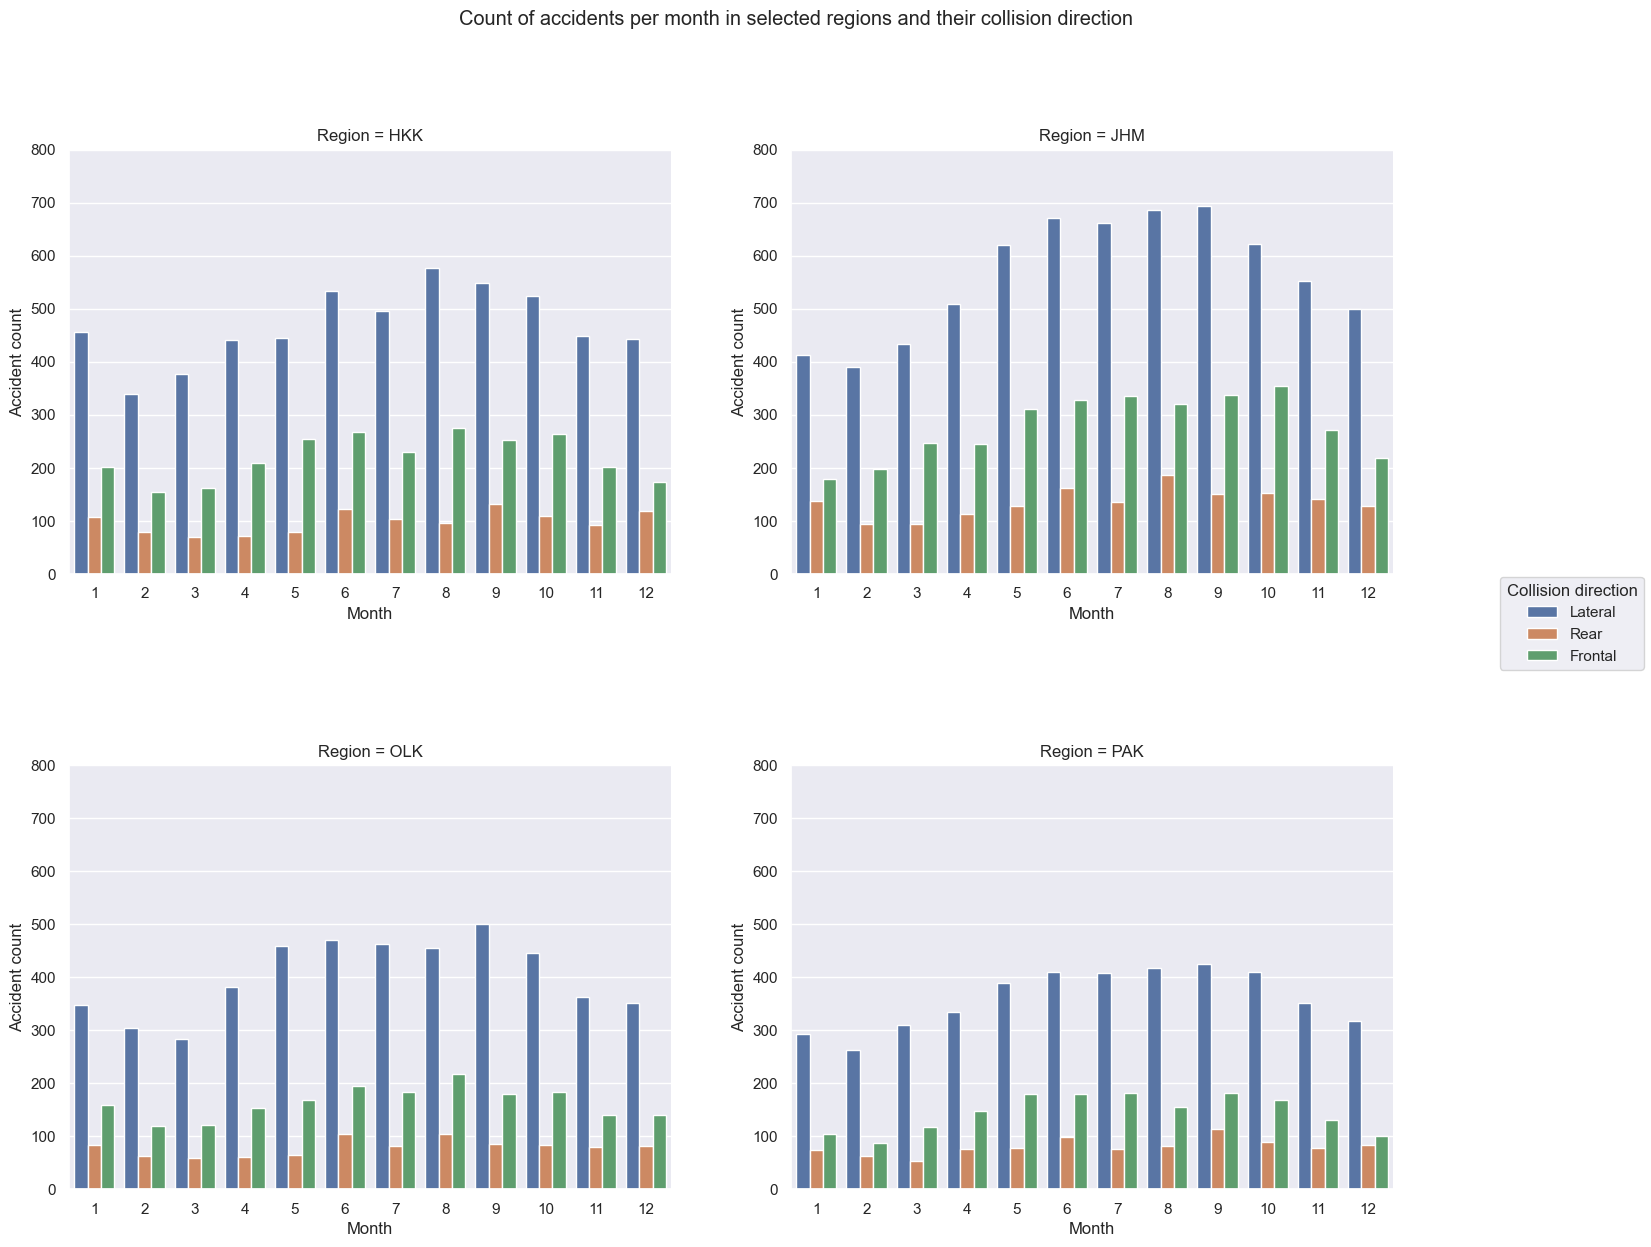 Count of accidents per month in selected regions and their collision direction
Region = HKK
800
700
600
500
400
300
200
100
0
Accident count
1 2 3 4 5 6 7 8 9 10 11 12
Month
Region = JHM
800
700
600
500
400
300
200
100
0
Accident count
1 2 3 4 5 6 7 8 9 10 11 12
Month
Collision direction
Lateral
Rear
Frontal
Region = OLK
800
700
600
500
400
300
200
100
0
Accident count
1 2 3 4 5 6 7 8 9 10 11 12
Month
Region = PAK
800
700
600
500
400
300
200
100
0
Accident count
1 2 3 4 5 6 7 8 9 10 11 12
Month